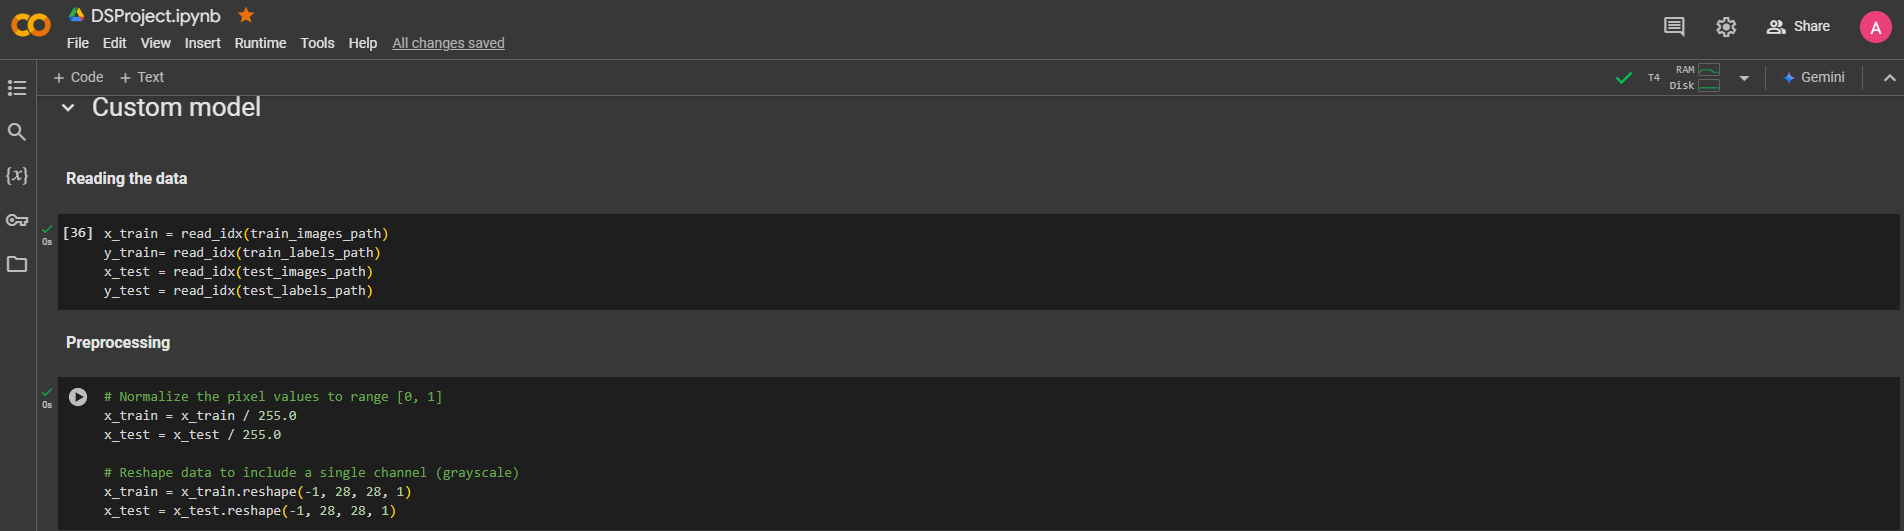 DSProject.ipynb
File Edit View Insert Runtime Tools Help All changes saved
Share
A
+ Code + Text
T4 RAM Disk
Gemini
Custom model
{x}
Reading the data
0s
[36] x_train = read_idx(train_images_path)
y_train= read_idx(train_labels_path)
x_test = read_idx(test_images_path)
y_test = read_idx(test_labels_path)
Preprocessing
0s
# Normalize the pixel values to range [0, 1]
x_train = x_train / 255.0
x_test = x_test / 255.0
# Reshape data to include a single channel (grayscale)
x_train = x_train.reshape(-1, 28, 28, 1)
x_test = x_test.reshape(-1, 28, 28, 1)